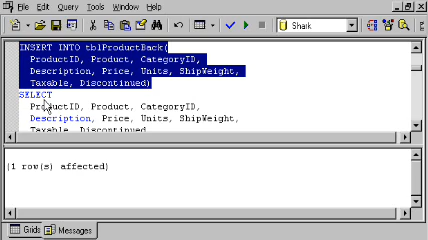 File Edit Query Tools Window Help
Shark
INSERT INTO tblProductBack(
ProductID, Product, CategoryID,
Description, Price, Units, ShipWeight,
Taxable, Discontinued)
SELECT
ProductID, Product, CategoryID,
Description, Price, Units, ShipWeight,
Taxable, Discontinued
(1 row(s) affected)
Grids Messages